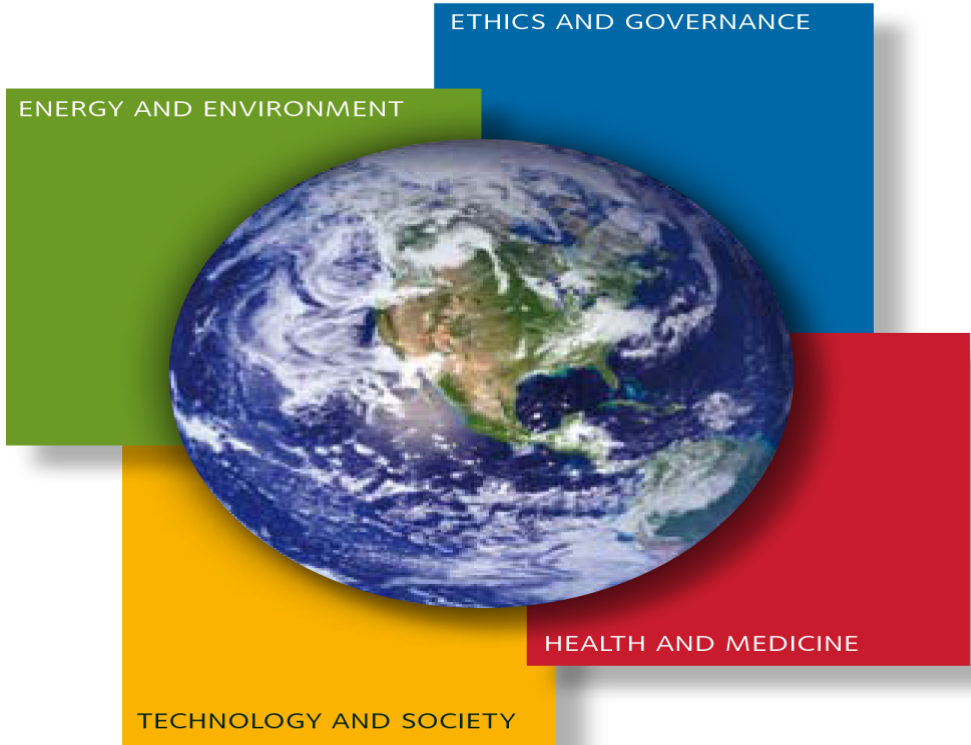 ETHICS AND GOVERNANCE
ENERGY AND ENVIRONMENT
HEALTH AND MEDICINE
TECHNOLOGY AND SOCIETY